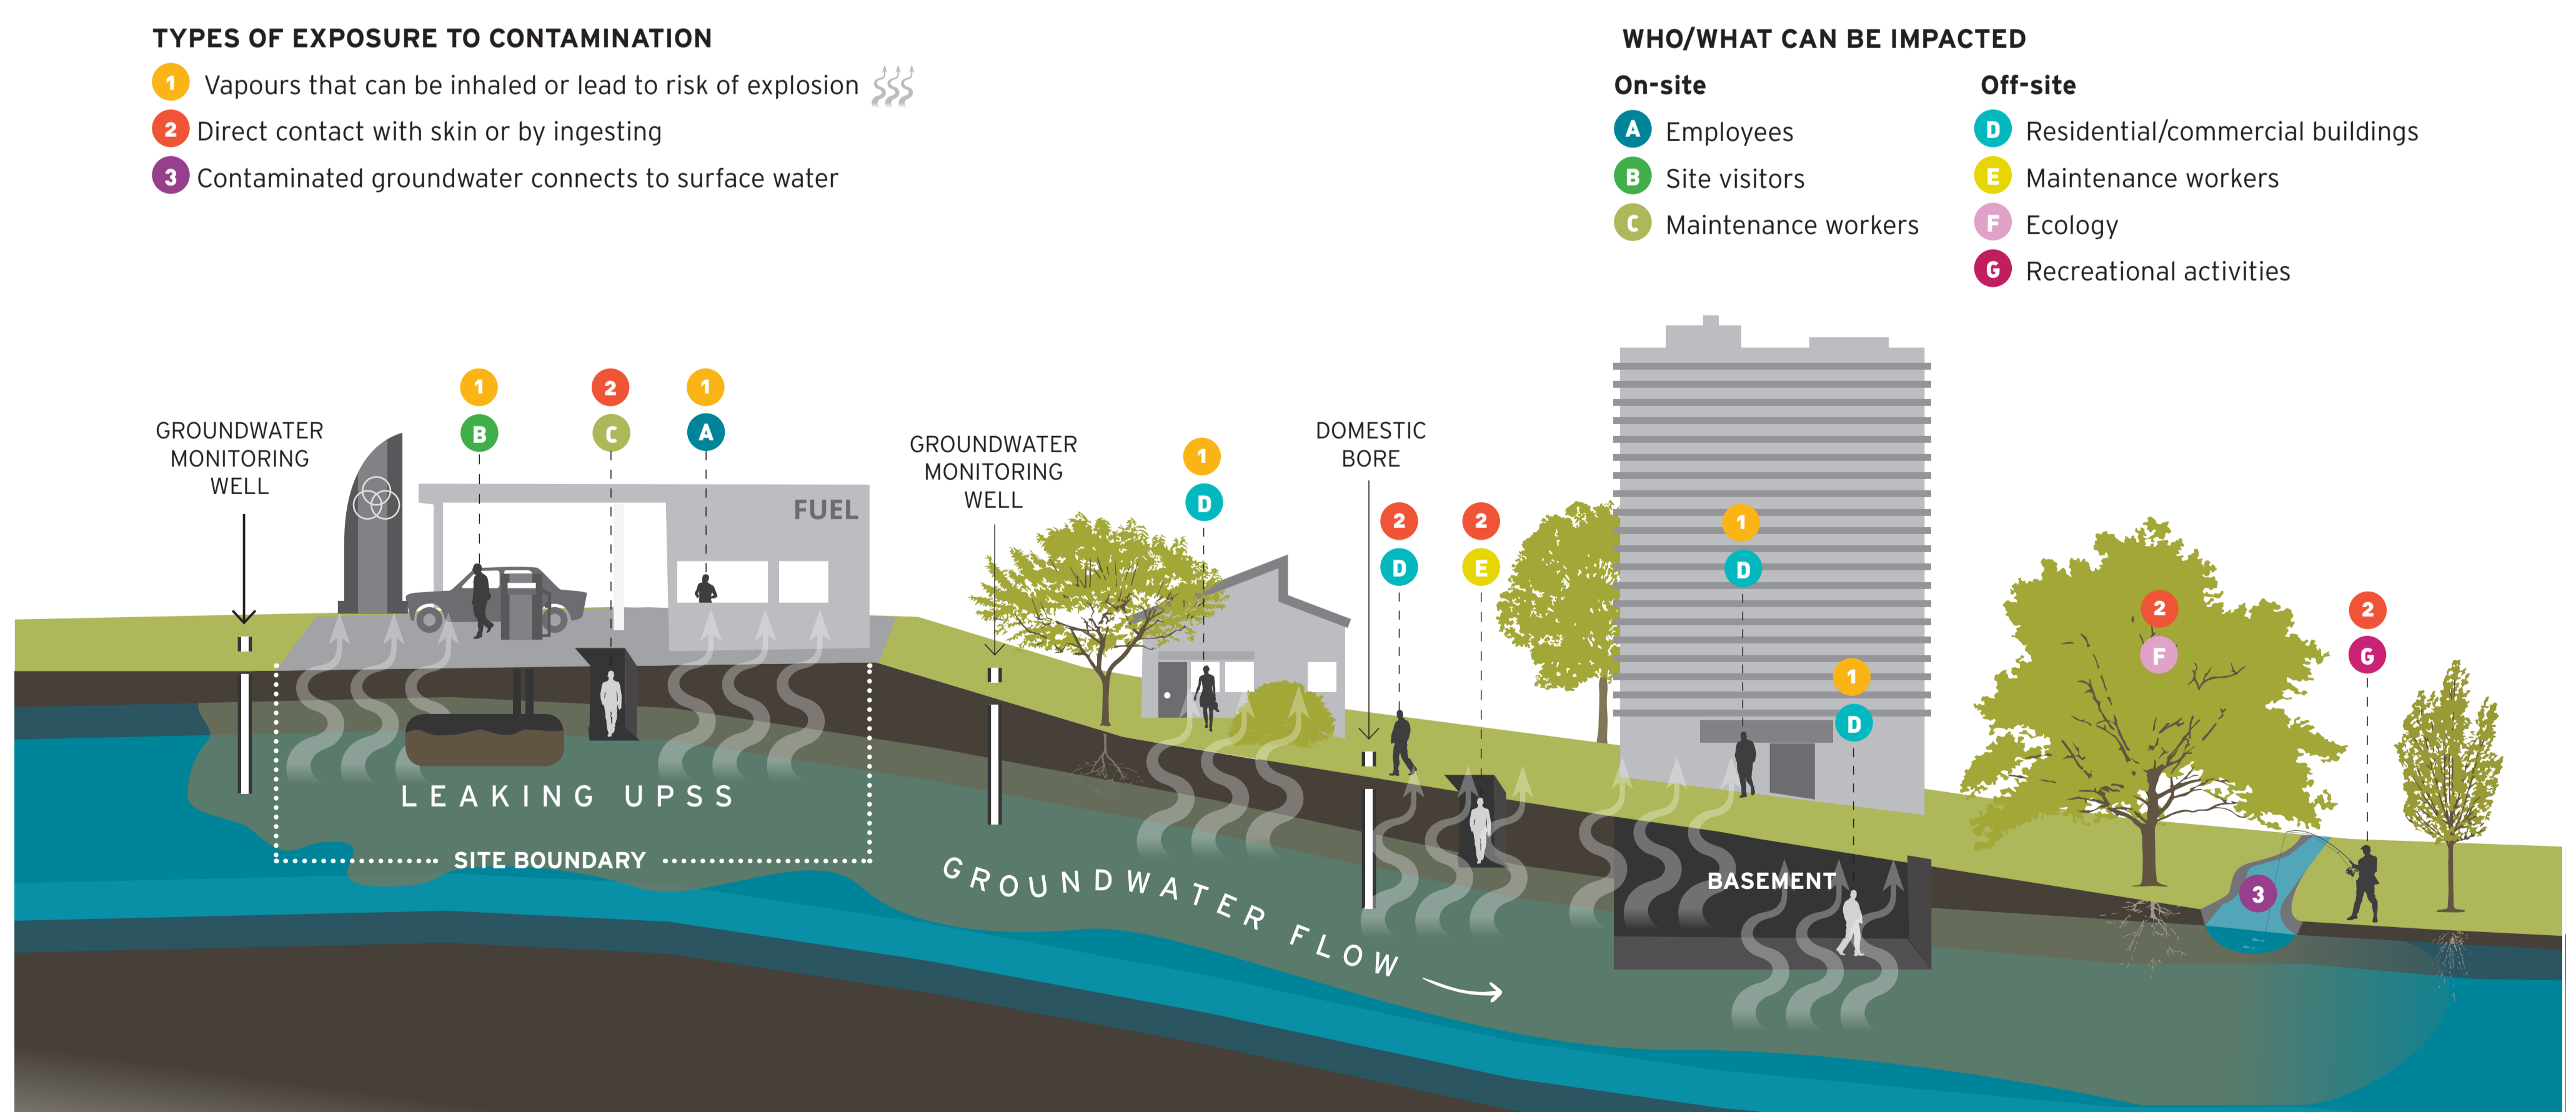 TYPES OF EXPOSURE TO CONTAMINATION
1 Vapours that can be inhaled or lead to risk of explosion
2 Direct contact with skin or by ingesting
3 Contaminated groundwater connects to surface water
WHO/WHAT CAN BE IMPACTED
On-site
A Employees
B Site visitors
C Maintenance workers
Off-site
D Residential/commercial buildings
E Maintenance workers
F Ecology
G Recreational activities
GROUNDWATER
MONITORING
WELL
1
B
2
C
1
A
FUEL
GROUNDWATER
MONITORING
WELL
1
D
DOMESTIC
BORE
2
D
2
E
1
D
1
D
2
F
2
G
LEAKING UPSS
SITE BOUNDARY
GROUNDWATER FLOW
BASEMENT
3